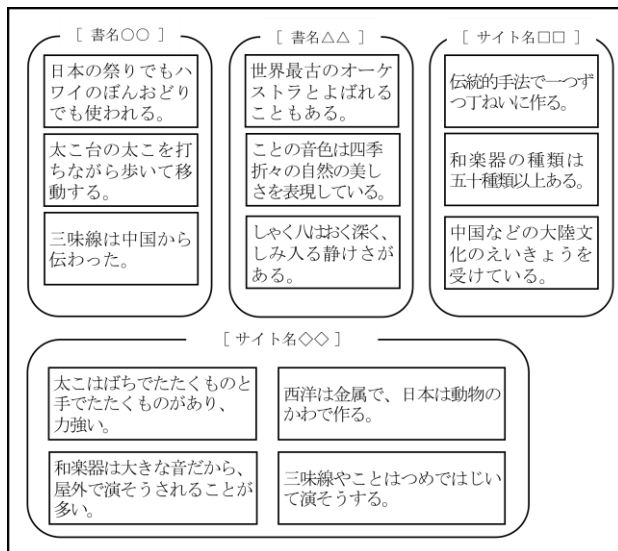 ［ 書名〇〇 ］
日本の祭りでもハ
ワイのぼんおどり
でも使われる。
太こ台の太こを打
ちながら歩いて移
動する。
三味線は中国から
伝わった。
［ 書名△△ ］
世界最古のオーケ
ストラとよばれる
こともある。
ことの音色は四季
折々の自然の美し
さを表現している。
しゃく八はおく深く、
しみ入る静けさが
ある。
［ サイト名□□ ］
伝統的手法で一つず
つ丁ねいに作る。
和楽器の種類は
五十種類以上ある。
中国などの大陸文
化のえいきょうを
受けている。
［ サイト名◇◇ ］
太こはばちでたたくものと
手でたたくものがあり、
力強い。
西洋は金属で、日本は動物の
かわで作る。
和楽器は大きな音だから、
屋外で演そうされることが
多い。
三味線やことはつめではじい
て演そうする。